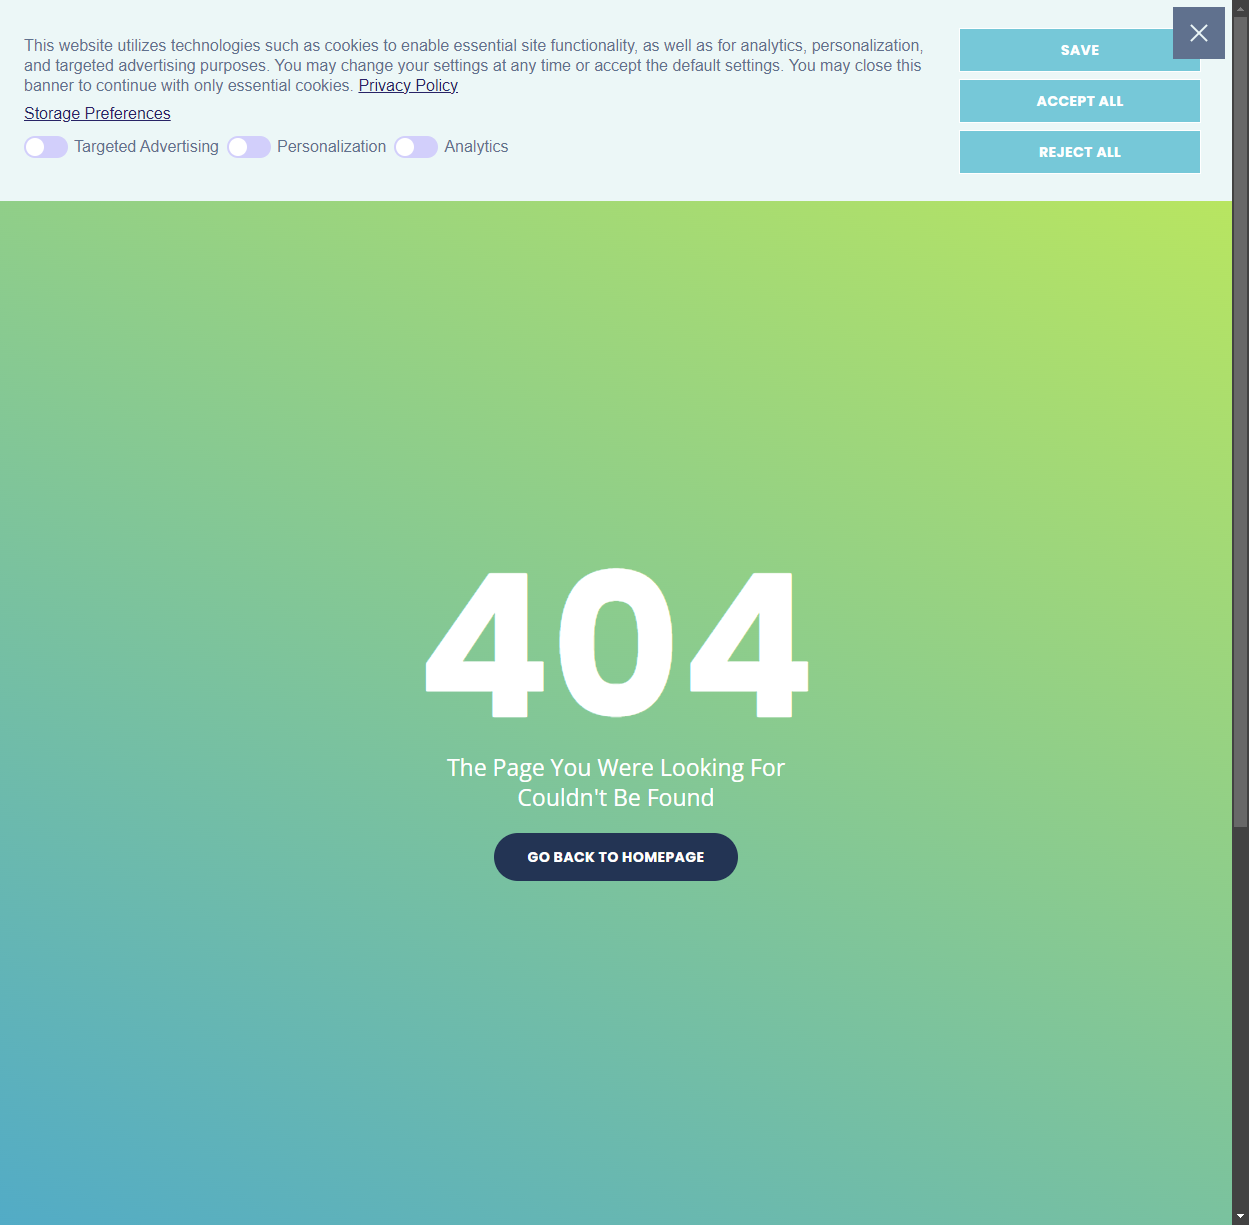 This website utilizes technologies such as cookies to enable essential site functionality, as well as for analytics, personalization,
and targeted advertising purposes. You may change your settings at any time or accept the default settings. You may close this
banner to continue with only essential cookies. Privacy Policy
Storage Preferences
Targeted Advertising Personalization Analytics
SAVE
ACCEPT ALL
REJECT ALL
404
The Page You Were Looking For
Couldn't Be Found
GO BACK TO HOMEPAGE